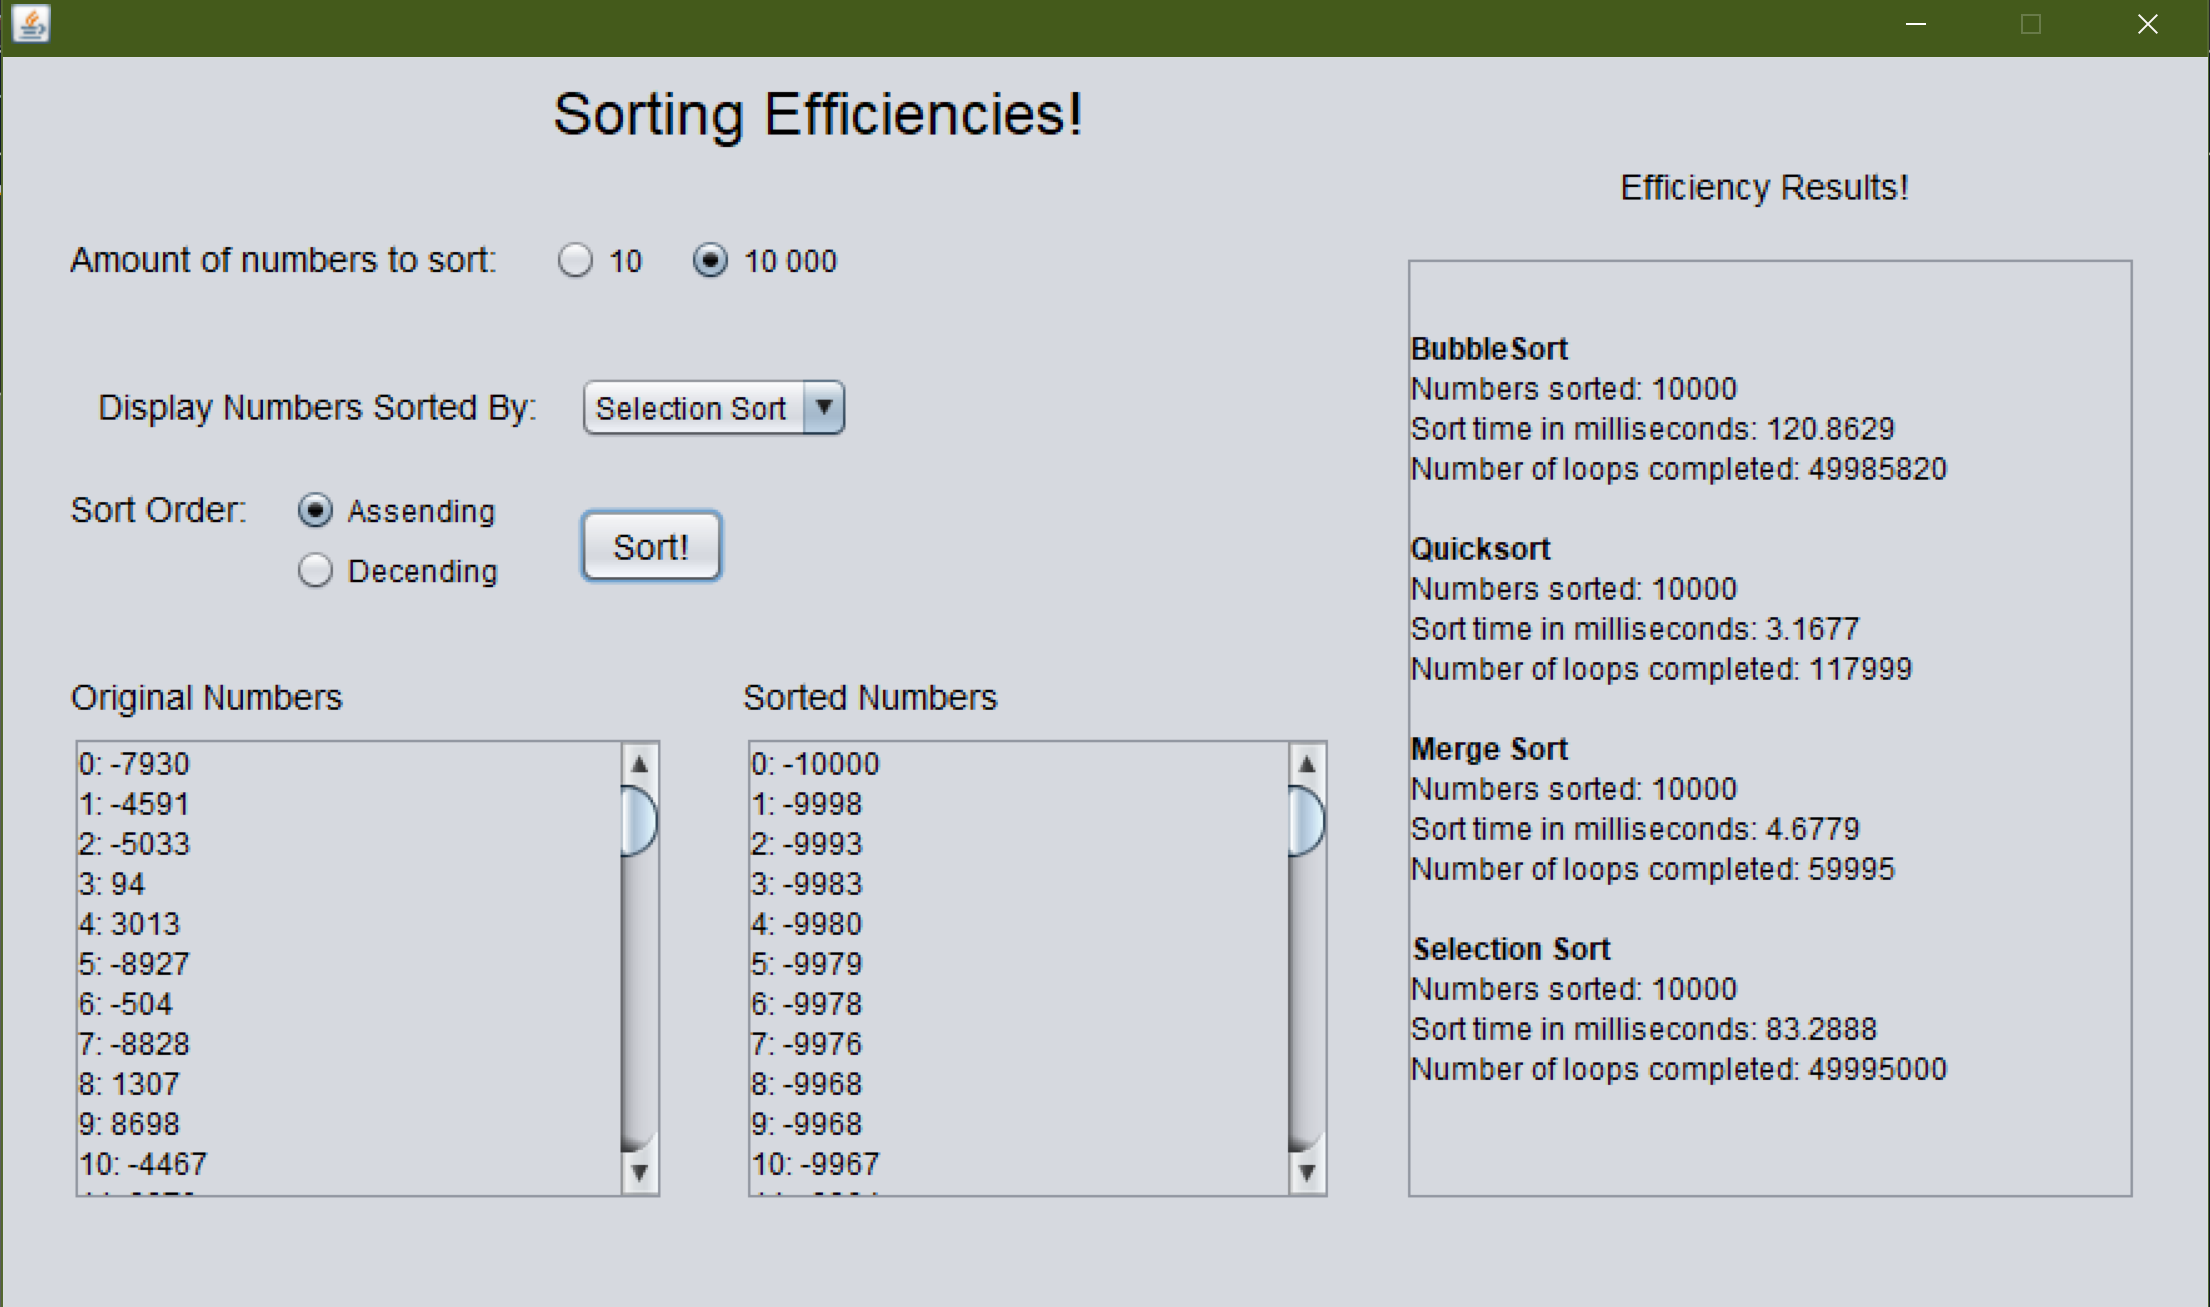 Sorting Efficiencies!
Amount of numbers to sort: 10 10 000
Display Numbers Sorted By: Selection Sort
Sort Order: Assending
Decending
Sort!
Original Numbers
0: -7930
1: -4591
2: -5033
3: 94
4: 3013
5: -8927
6: -504
7: -8828
8: 1307
9: 8698
10: -4467
Sorted Numbers
0: -10000
1: -9998
2: -9993
3: -9983
4: -9980
5: -9979
6: -9978
7: -9976
8: -9968
9: -9968
10: -9967
Efficiency Results!
BubbleSort
Numbers sorted: 10000
Sort time in milliseconds: 120.8629
Number of loops completed: 49985820
Quicksort
Numbers sorted: 10000
Sort time in milliseconds: 3.1677
Number of loops completed: 117999
Merge Sort
Numbers sorted: 10000
Sort time in milliseconds: 4.6779
Number of loops completed: 59995
Selection Sort
Numbers sorted: 10000
Sort time in milliseconds: 83.2888
Number of loops completed: 49995000